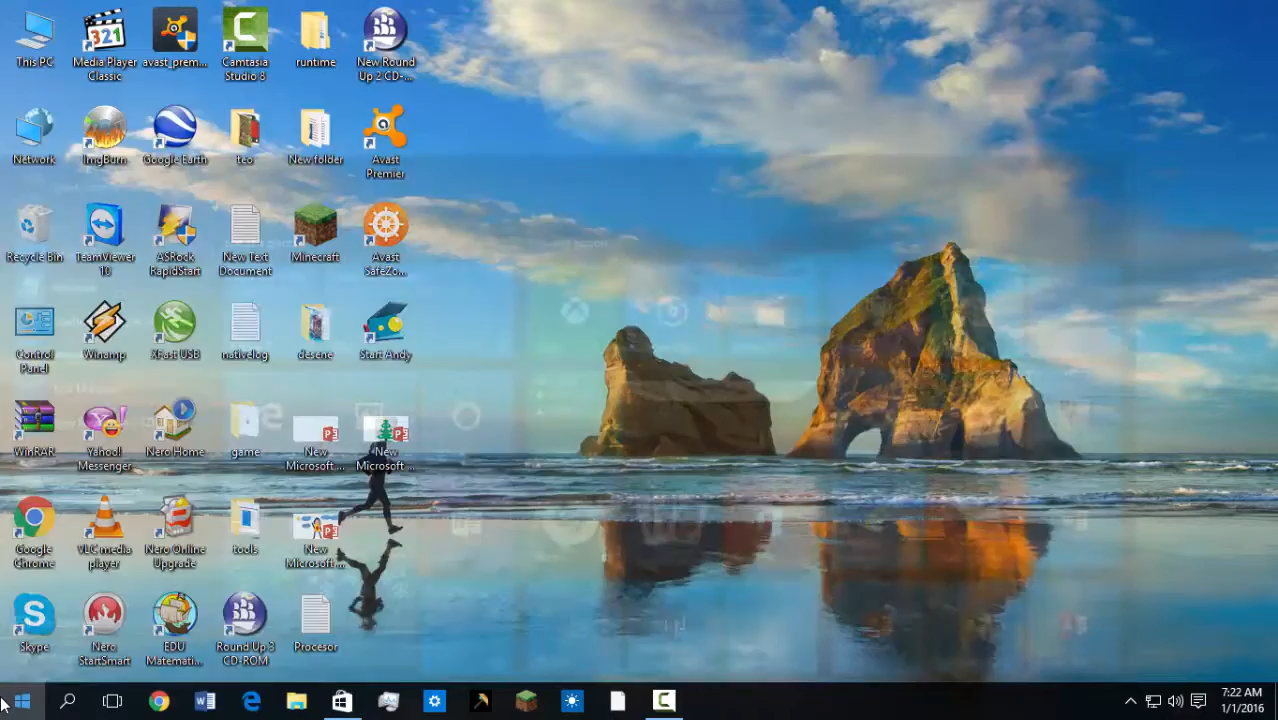 This PC
Media Player
Classic
avast_prem...
Camtasia
Studio 8
runtime
New Round
Up 2 CD-...
Network
ImgBurn
Google Earth
teo
New folder
Avast
Premier
Recycle Bin
TeamViewer
10
ASRock
RapidStart
New Text
Document
Minecraft
Avast
SafeZo...
Control
Panel
Winamp
XFast USB
nativelog
desene
Start Andy
WinRAR
Yahoo!
Messenger
Nero Home
game
New
Microsoft ...
New
Microsoft ...
Google
Chrome
VLC media
player
Nero Online
Upgrade
tools
New
Microsoft ...
Skype
Nero
StartSmart
EDU
Matemati...
Round Up 3
CD-ROM
Procesor
7:22 AM
1/1/2016